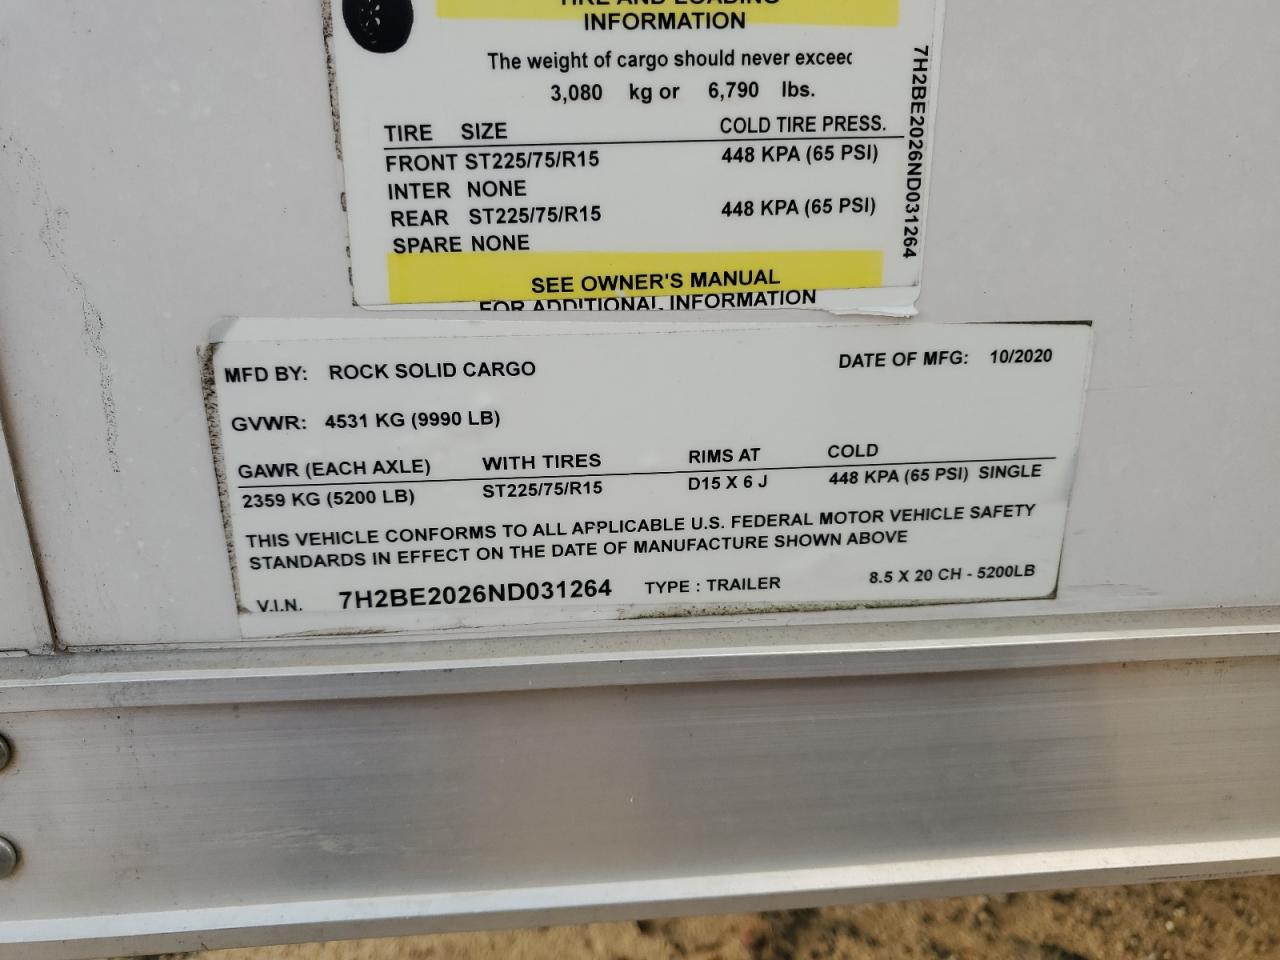 TIRE AND LOADING
INFORMATION
The weight of cargo should never exceed
3,080 kg or 6,790 lbs.
TIRE SIZE COLD TIRE PRESS.
FRONT ST225/75/R15 448 KPA (65 PSI)
INTER NONE
REAR ST225/75/R15 448 KPA (65 PSI)
SPARE NONE
SEE OWNER'S MANUAL
FOR ADDITIONAL INFORMATION
7H2BE2026ND031264
MFD BY: ROCK SOLID CARGO DATE OF MFG: 10/2020
GVWR: 4531 KG (9990 LB)
GAWR (EACH AXLE) WITH TIRES RIMS AT COLD
2359 KG (5200 LB) ST225/75/R15 D15 X 6 J 448 KPA (65 PSI) SINGLE
THIS VEHICLE CONFORMS TO ALL APPLICABLE U.S. FEDERAL MOTOR VEHICLE SAFETY
STANDARDS IN EFFECT ON THE DATE OF MANUFACTURE SHOWN ABOVE
V.I.N. 7H2BE2026ND031264 TYPE : TRAILER 8.5 X 20 CH - 5200LB